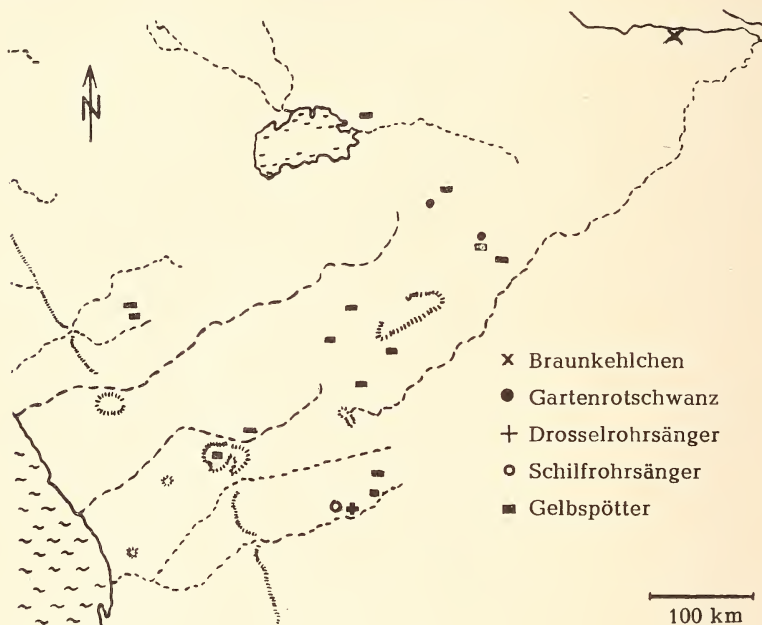 N
× Braunkehlchen
● Gartenrotschwanz
+ Drosselrohrsänger
○ Schilfrohrsänger
■ Gelbspötter
100 km